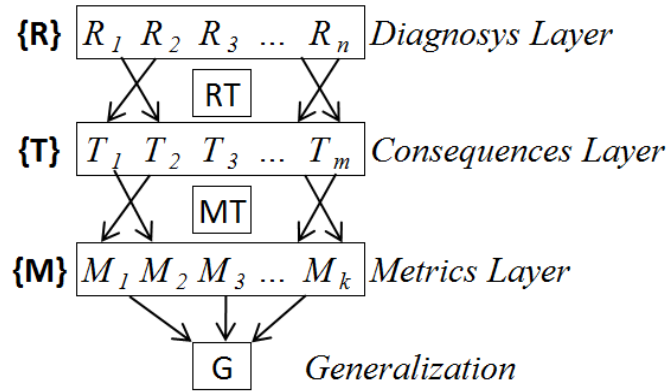 {R} R1 R2 R3 ... Rn Diagnosys Layer
RT
{T} T1 T2 T3 ... Tm Consequences Layer
MT
{M} M1 M2 M3 ... Mk Metrics Layer
G Generalization